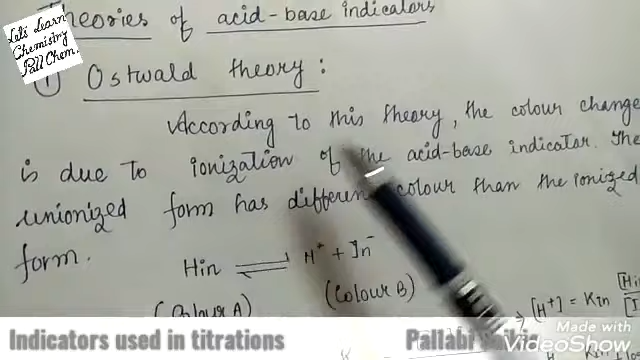 Theories of acid-base indicators
Let's Learn
Chemistry
Pall Chem.
① Ostwald theory:
According to this theory, the colour change
is due to ionization of the acid-base indicator. The
unionized form has different colour than the ionized
form.
Hin ⇌ H⁺ + In⁻
(Colour A) (Colour B)
[H⁺] = Kin [Hin
Indicators used in titrations
Made with
VideoShow